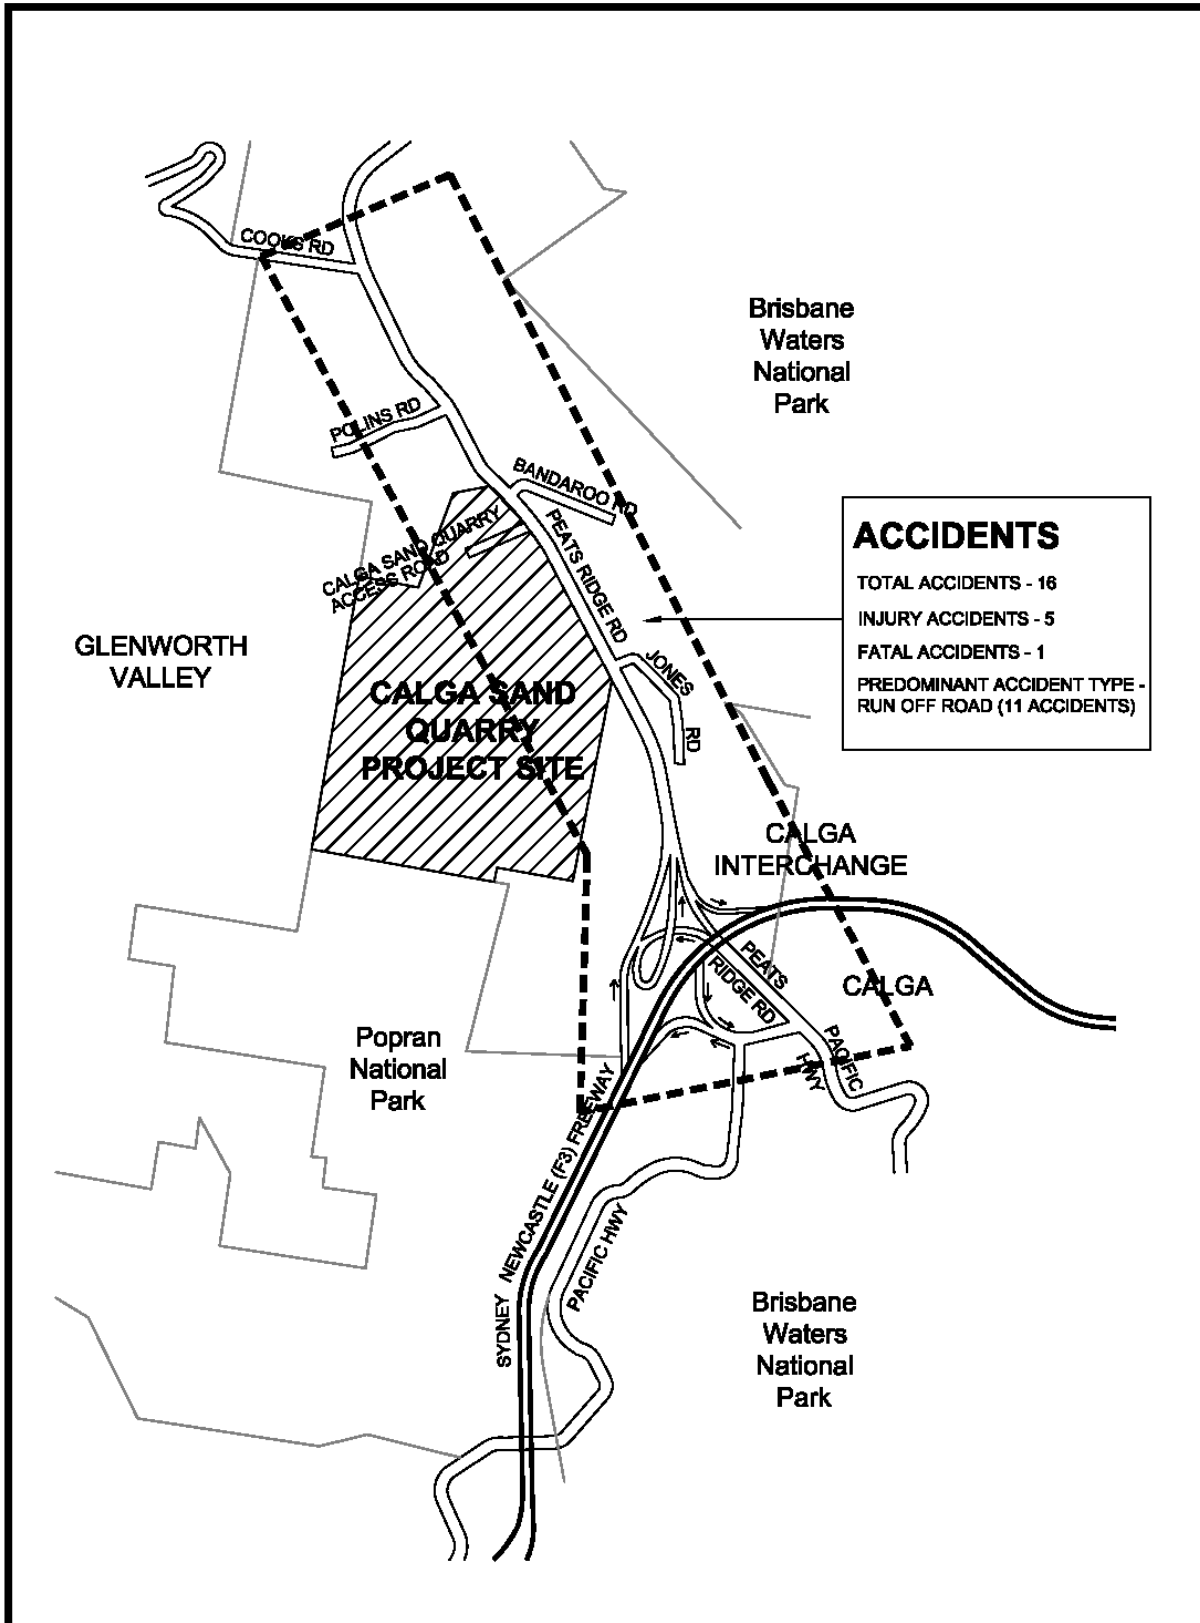 COOKS RD
Brisbane
Waters
National
Park
POLINS RD
BANDAROO RD
CALGA SAND QUARRY
ACCESS ROAD
PEATS RIDGE RD
ACCIDENTS
TOTAL ACCIDENTS - 16
INJURY ACCIDENTS - 5
FATAL ACCIDENTS - 1
PREDOMINANT ACCIDENT TYPE -
RUN OFF ROAD (11 ACCIDENTS)
GLENWORTH
VALLEY
JONES
RD
CALGA SAND
QUARRY
PROJECT SITE
CALGA
INTERCHANGE
PEATS
RIDGE RD
CALGA
PACIFIC
HWY
Popran
National
Park
SYDNEY NEWCASTLE (F3) FREEWAY
PACIFIC HWY
Brisbane
Waters
National
Park